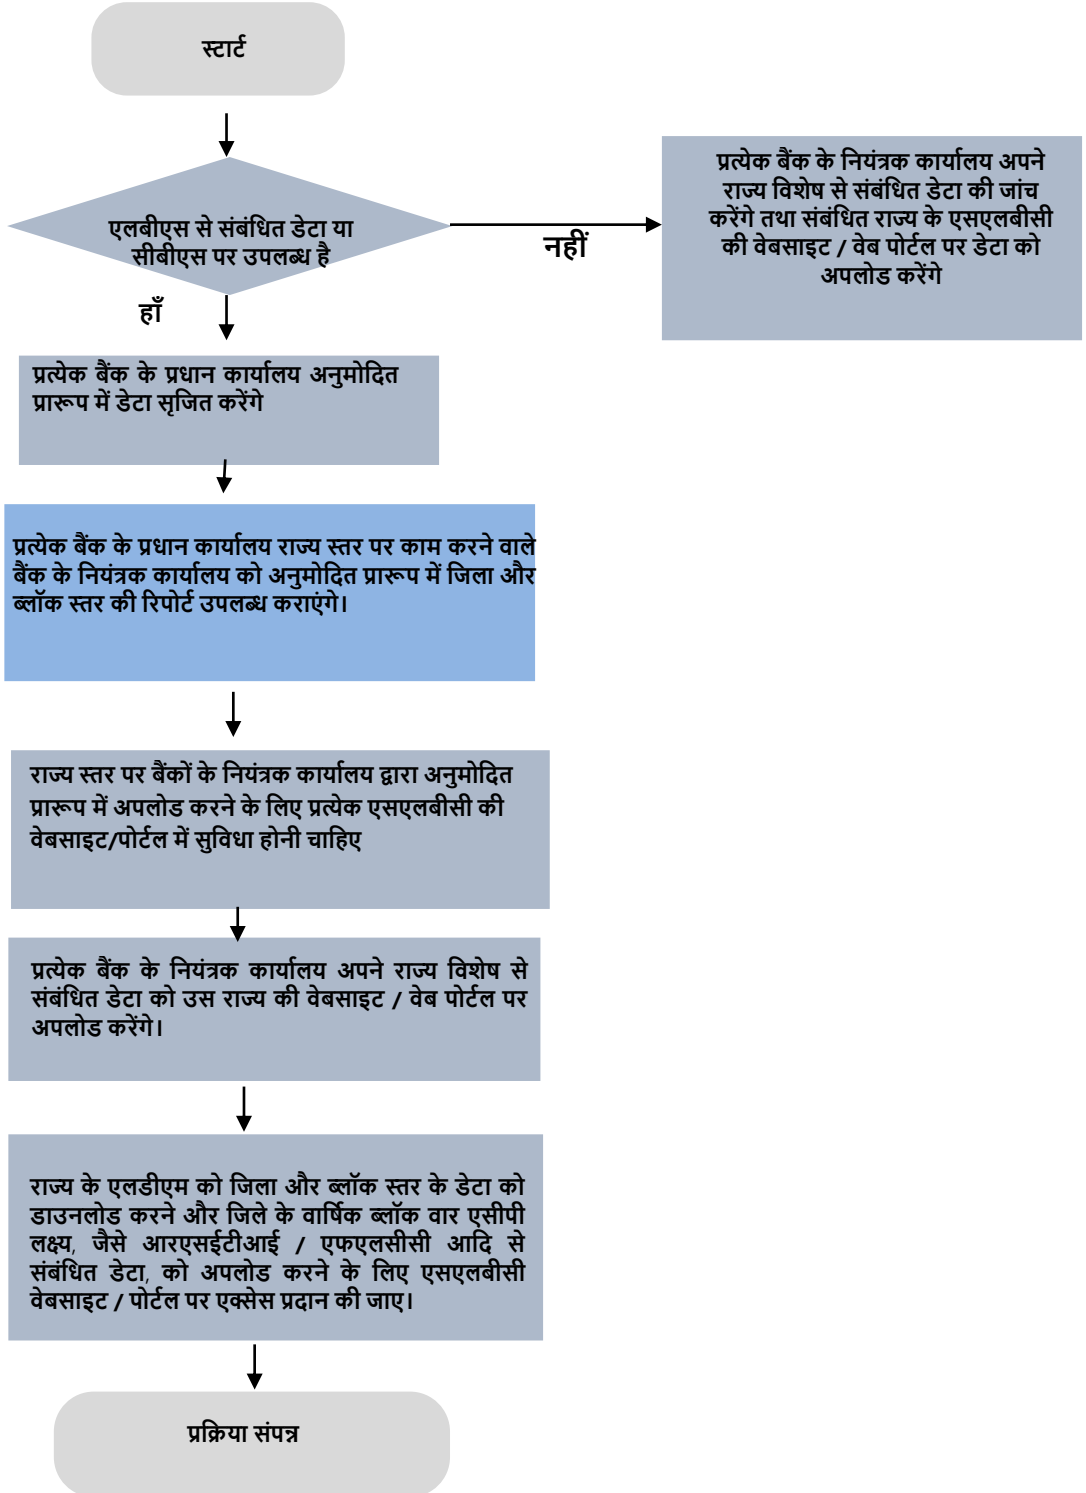 स्टार्ट
एलबीएस से संबंधित डेटा या
सीबीएस पर उपलब्ध है
नहीं
प्रत्येक बैंक के नियंत्रक कार्यालय अपने
राज्य विशेष से संबंधित डेटा की जांच
करेंगे तथा संबंधित राज्य के एसएलबीसी
की वेबसाइट / वेब पोर्टल पर डेटा को
अपलोड करेंगे
हाँ
प्रत्येक बैंक के प्रधान कार्यालय अनुमोदित
प्रारूप में डेटा सृजित करेंगे
प्रत्येक बैंक के प्रधान कार्यालय राज्य स्तर पर काम करने वाले
बैंक के नियंत्रक कार्यालय को अनुमोदित प्रारूप में जिला और
ब्लॉक स्तर की रिपोर्ट उपलब्ध कराएंगे।
राज्य स्तर पर बैंकों के नियंत्रक कार्यालय द्वारा अनुमोदित
प्रारूप में अपलोड करने के लिए प्रत्येक एसएलबीसी की
वेबसाइट/पोर्टल में सुविधा होनी चाहिए
प्रत्येक बैंक के नियंत्रक कार्यालय अपने राज्य विशेष से
संबंधित डेटा को उस राज्य की वेबसाइट / वेब पोर्टल पर
अपलोड करेंगे।
राज्य के एलडीएम को जिला और ब्लॉक स्तर के डेटा को
डाउनलोड करने और जिले के वार्षिक ब्लॉक वार एसीपी
लक्ष्य, जैसे आरएसईटीआई / एफएलसीसी आदि से
संबंधित डेटा, को अपलोड करने के लिए एसएलबीसी
वेबसाइट / पोर्टल पर एक्सेस प्रदान की जाए।
प्रक्रिया संपन्न